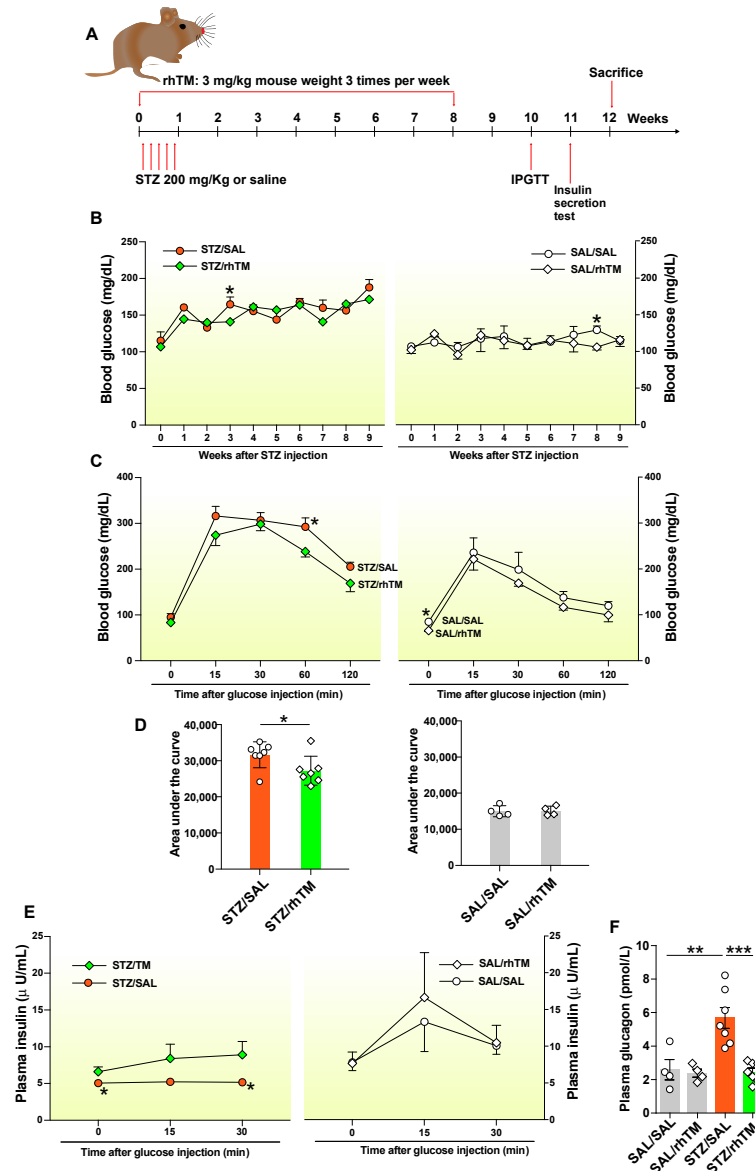 A
rhTM: 3 mg/kg mouse weight 3 times per week
Sacrifice
0 1 2 3 4 5 6 7 8 9 10 11 12 Weeks
STZ 200 mg/Kg or saline
IPGTT
Insulin
secretion
test
B
Blood glucose (mg/dL)
250
200
150
100
50
0
STZ/SAL
STZ/rhTM
*
0 1 2 3 4 5 6 7 8 9
Weeks after STZ injection
SAL/SAL
SAL/rhTM
*
250
200
150
100
50
0
Blood glucose (mg/dL)
0 1 2 3 4 5 6 7 8 9
Weeks after STZ injection
C
Blood glucose (mg/dL)
400
300
200
100
0
*
STZ/SAL
STZ/rhTM
0 15 30 60 120
Time after glucose injection (min)
*
SAL/SAL
SAL/rhTM
400
300
200
100
0
Blood glucose (mg/dL)
0 15 30 60 120
Time after glucose injection (min)
D
Area under the curve
40,000
30,000
20,000
10,000
0
*
STZ/SAL
STZ/rhTM
Area under the curve
40,000
30,000
20,000
10,000
0
SAL/SAL
SAL/rhTM
E
Plasma insulin (μ U/mL)
25
20
15
10
5
0
STZ/TM
STZ/SAL
*
*
0 15 30
Time after glucose injection (min)
SAL/rhTM
SAL/SAL
25
20
15
10
5
0
Plasma insulin (μ U/mL)
0 15 30
Time after glucose injection (min)
F
Plasma glucagon (pmol/L)
10
8
6
4
2
0
** ***
SAL/SAL
SAL/rhTM
STZ/SAL
STZ/rhTM